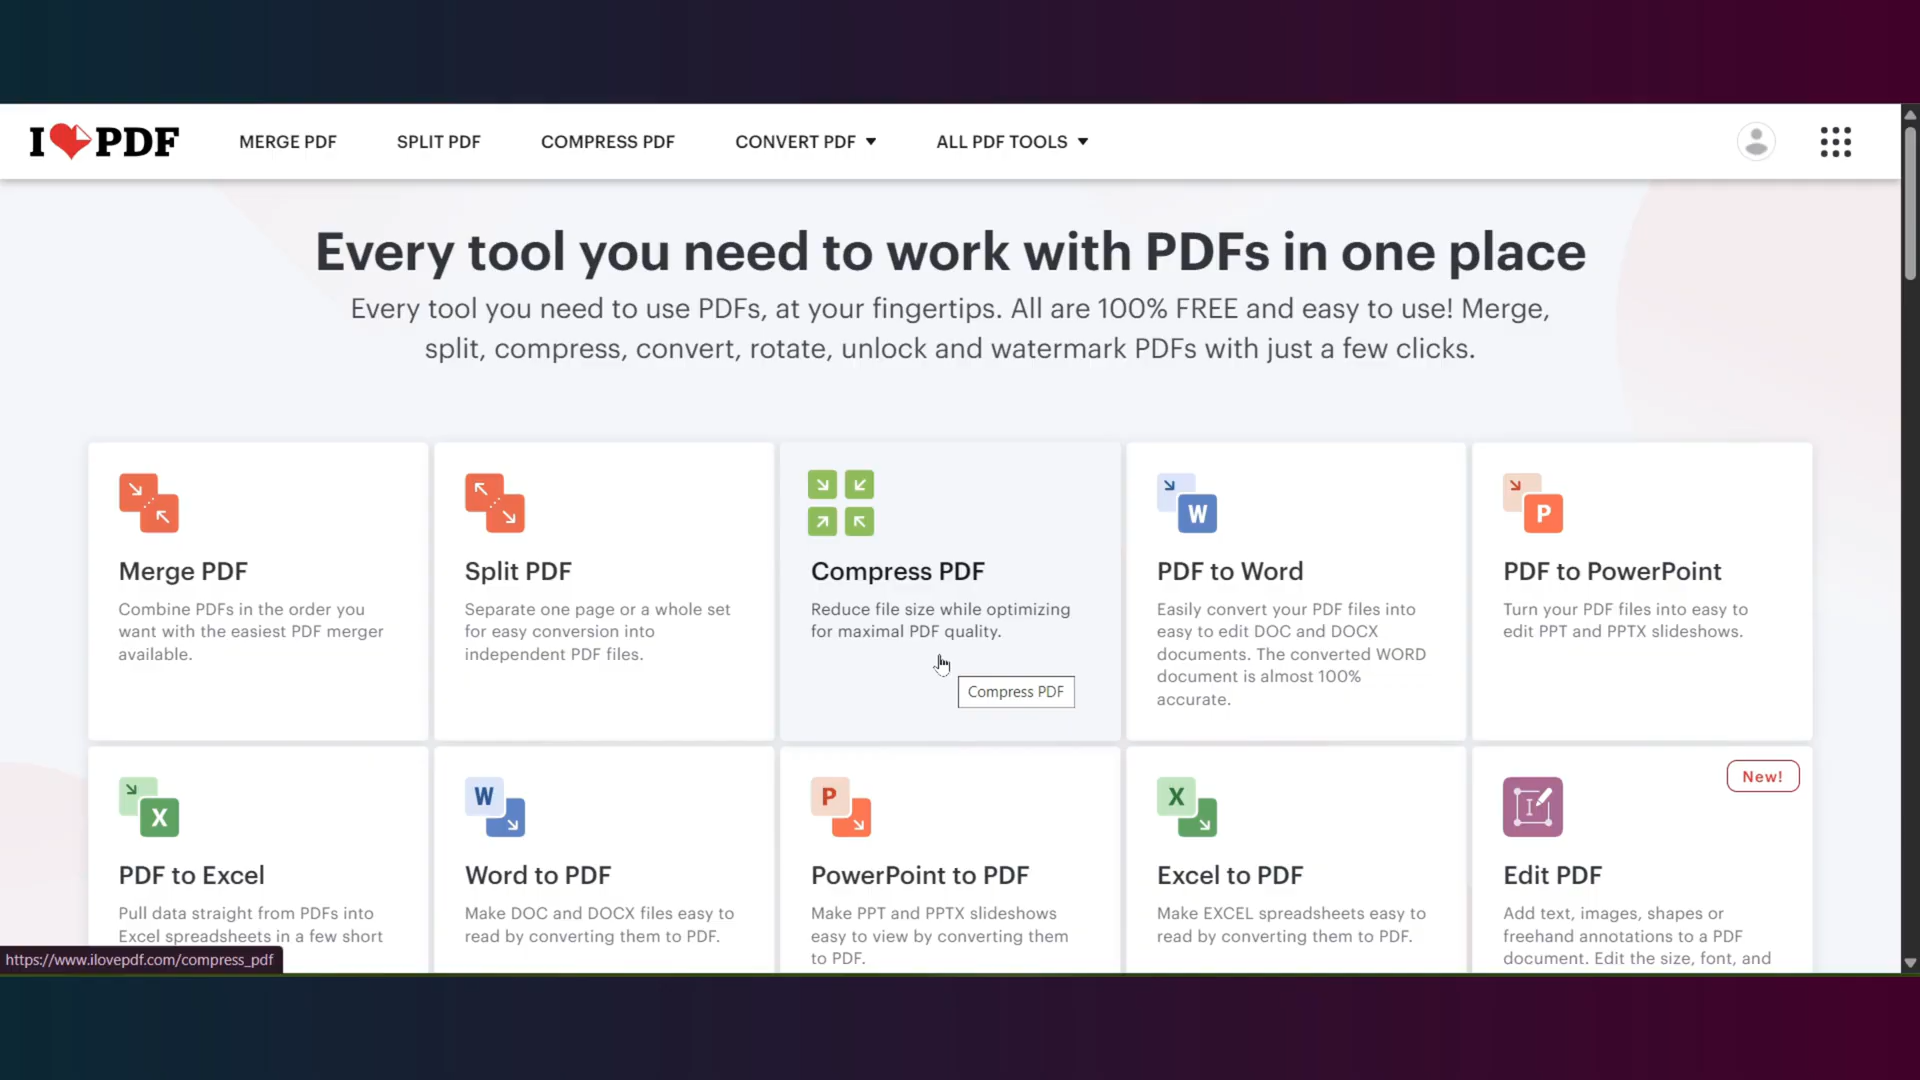 I PDF
MERGE PDF
SPLIT PDF
COMPRESS PDF
CONVERT PDF
ALL PDF TOOLS
Every tool you need to work with PDFs in one place
Every tool you need to use PDFs, at your fingertips. All are 100% FREE and easy to use! Merge,
split, compress, convert, rotate, unlock and watermark PDFs with just a few clicks.
Merge PDF
Combine PDFs in the order you
want with the easiest PDF merger
available.
Split PDF
Separate one page or a whole set
for easy conversion into
independent PDF files.
Compress PDF
Reduce file size while optimizing
for maximal PDF quality.
Compress PDF
W
PDF to Word
Easily convert your PDF files into
easy to edit DOC and DOCX
documents. The converted WORD
document is almost 100%
accurate.
P
PDF to PowerPoint
Turn your PDF files into easy to
edit PPT and PPTX slideshows.
X
PDF to Excel
Pull data straight from PDFs into
Excel spreadsheets in a few short
W
Word to PDF
Make DOC and DOCX files easy to
read by converting them to PDF.
P
PowerPoint to PDF
Make PPT and PPTX slideshows
easy to view by converting them
to PDF.
X
Excel to PDF
Make EXCEL spreadsheets easy to
read by converting them to PDF.
New!
Edit PDF
Add text, images, shapes or
freehand annotations to a PDF
document. Edit the size, font, and
https://www.ilovepdf.com/compress_pdf